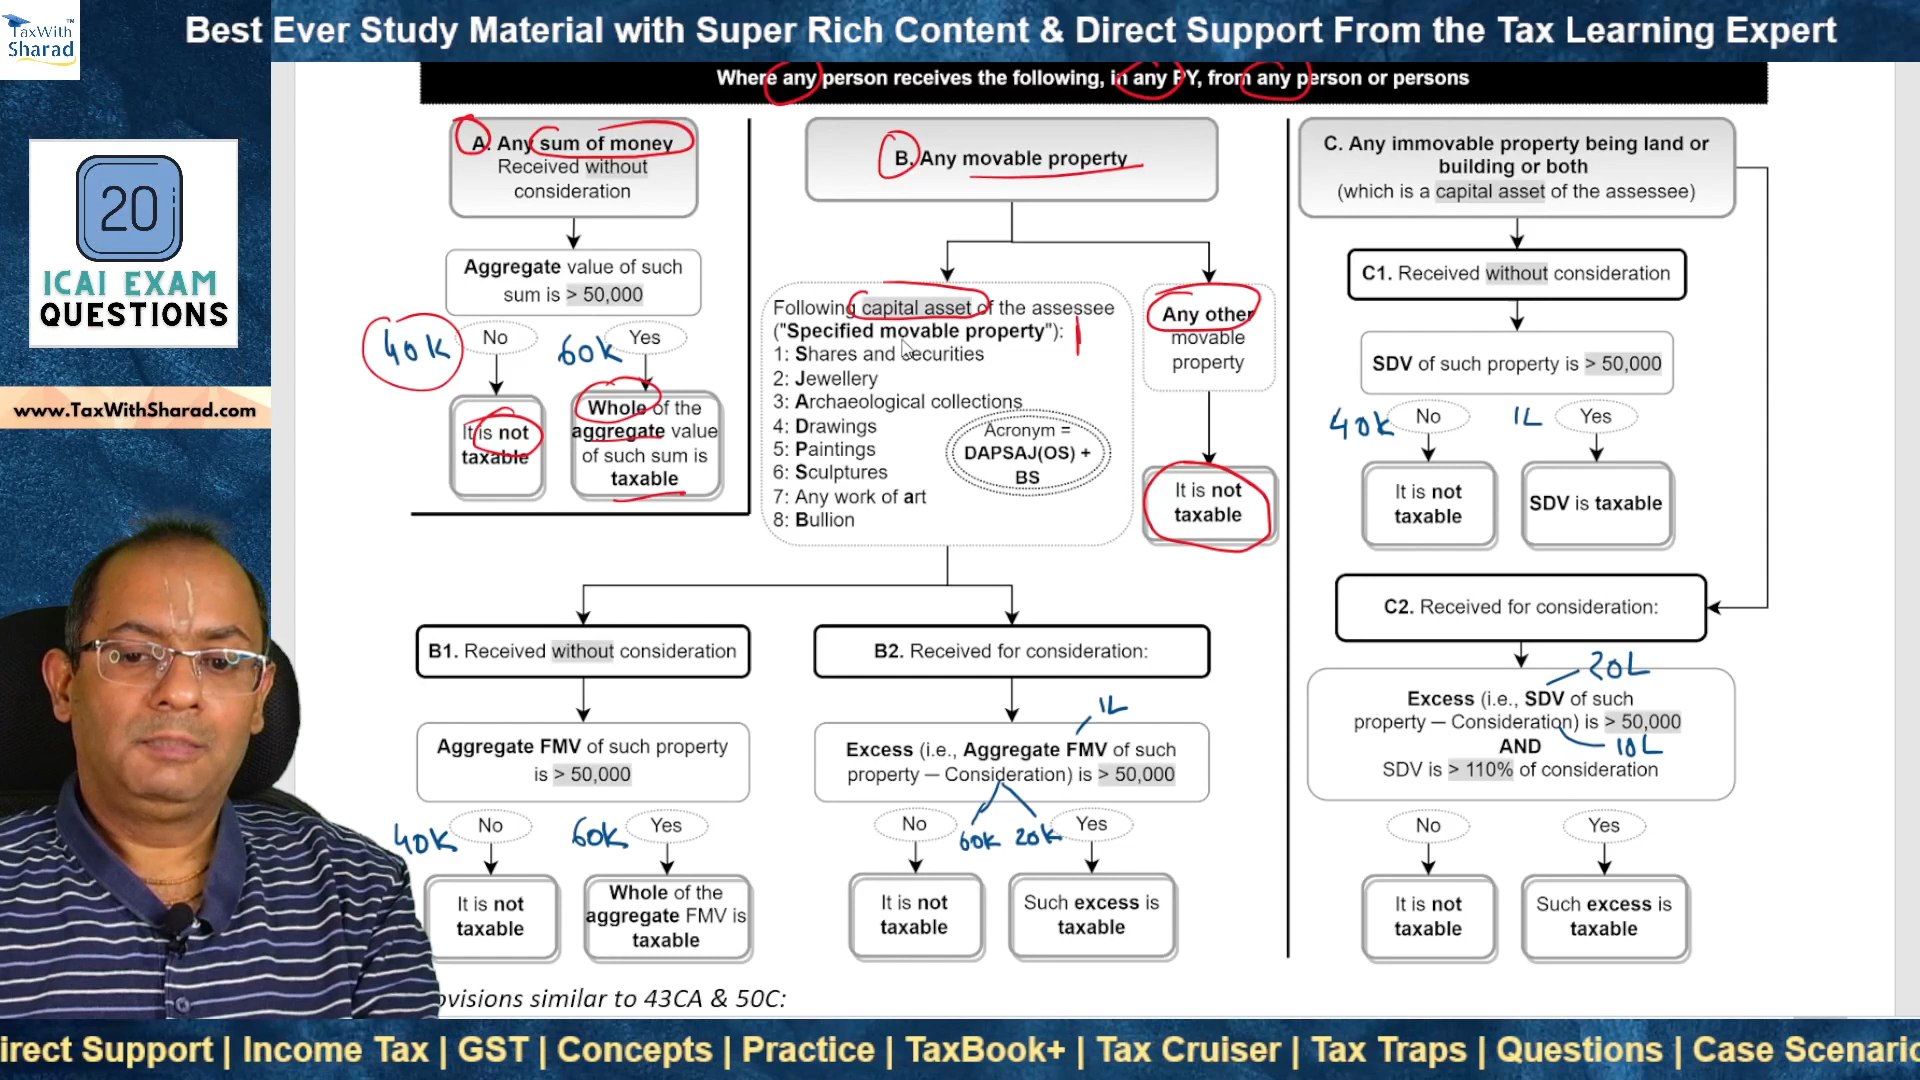 TaxWith
Sharad
Best Ever Study Material with Super Rich Content & Direct Support From the Tax Learning Expert
20
ICAI EXAM
QUESTIONS
www.TaxWithSharad.com
Where any person receives the following, in any PY, from any person or persons
A. Any sum of money
Received without
consideration
Aggregate value of such
sum is > 50,000
40K
No
60K
Yes
It is not
taxable
Whole of the
aggregate value
of such sum is
taxable
B. Any movable property
Following capital asset of the assessee
("Specified movable property"):
1: Shares and securities
2: Jewellery
3: Archaeological collections
4: Drawings
5: Paintings
6: Sculptures
7: Any work of art
8: Bullion
Acronym =
DAPSAJ(OS) +
BS
Any other
movable
property
It is not
taxable
B1. Received without consideration
Aggregate FMV of such property
is > 50,000
40K
No
60K
Yes
It is not
taxable
Whole of the
aggregate FMV is
taxable
B2. Received for consideration:
1L
Excess (i.e., Aggregate FMV of such
property — Consideration) is > 50,000
No
60K
20K
Yes
It is not
taxable
Such excess is
taxable
C. Any immovable property being land or
building or both
(which is a capital asset of the assessee)
C1. Received without consideration
SDV of such property is > 50,000
40K
No
1L
Yes
It is not
taxable
SDV is taxable
C2. Received for consideration:
20L
Excess (i.e., SDV of such
property — Consideration) is > 50,000
AND
10L
SDV is > 110% of consideration
No
Yes
It is not
taxable
Such excess is
taxable
ovisions similar to 43CA & 50C:
irect Support | Income Tax | GST | Concepts | Practice | TaxBook+ | Tax Cruiser | Tax Traps | Questions | Case Scenario